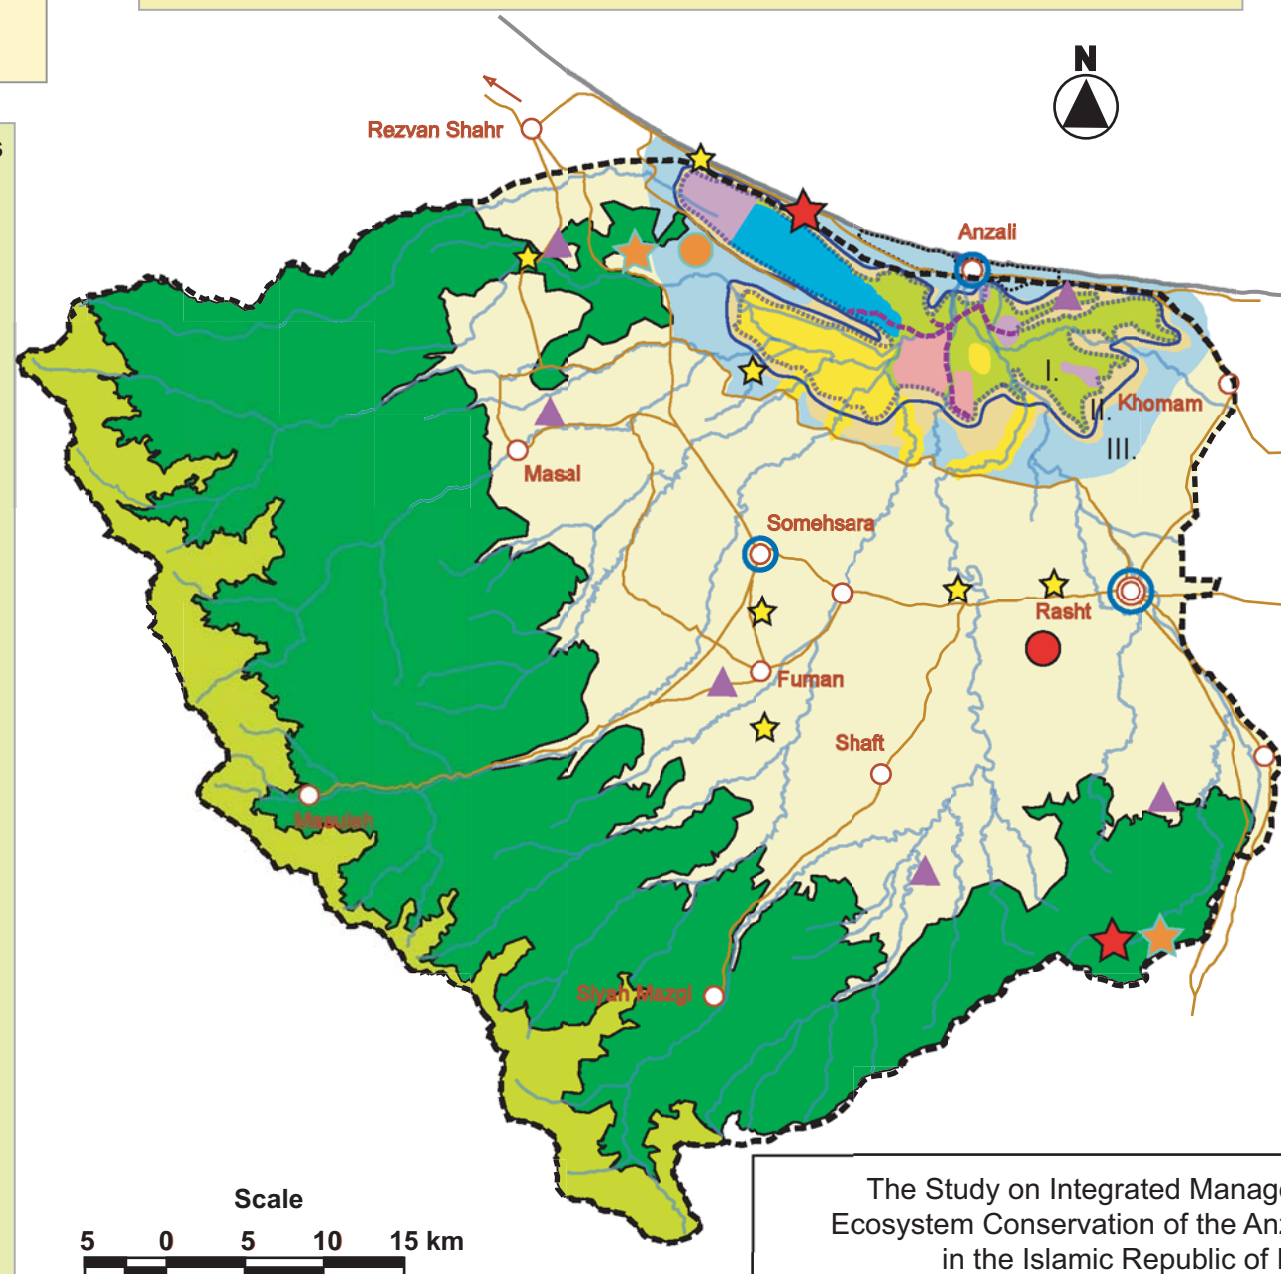 N
Rezvan Shahr
Anzali
I.
II.
Khomam
III.
Masal
Somehsara
Rasht
Fuman
Shaft
Masuleh
Siyah Mazgi
Scale
5 0 5 10 15 km
The Study on Integrated Manag
Ecosystem Conservation of the An
in the Islamic Republic of